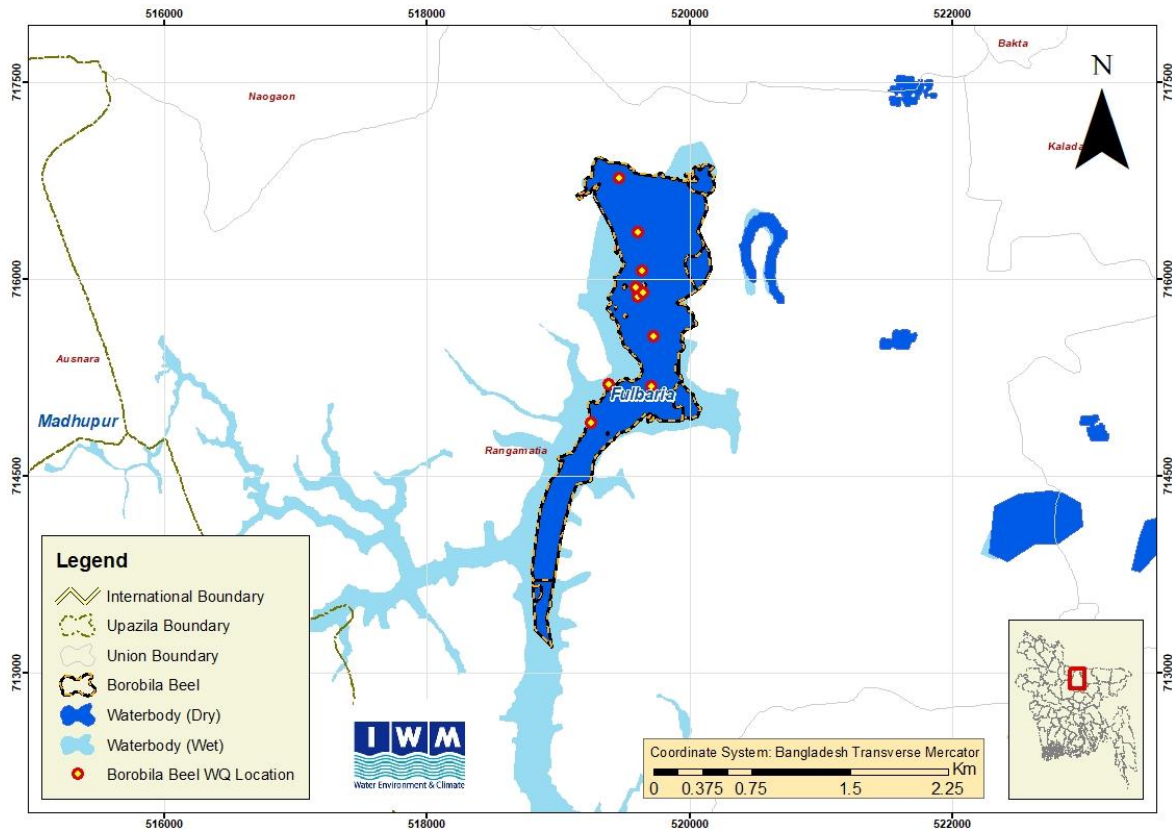 516000
518000
520000
522000
717500
717500
Bakta
N
Naogaon
Kalada
716000
716000
Ausnara
Madhupur
Fulbaria
Rangamatia
714500
714500
Legend
International Boundary
Upazila Boundary
Union Boundary
Borobila Beel
Waterbody (Dry)
Waterbody (Wet)
Borobila Beel WQ Location
713000
713000
IWM
Water Environment & Climate
Coordinate System: Bangladesh Transverse Mercator
Km
0 0.375 0.75 1.5 2.25
516000
518000
520000
522000